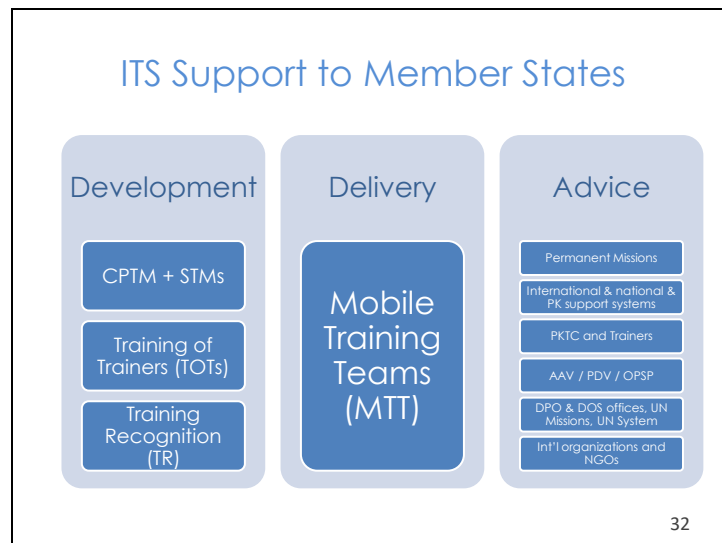 ITS Support to Member States
Development
CPTM + STMs
Training of
Trainers (TOTs)
Training
Recognition
(TR)
Delivery
Mobile
Training
Teams
(MTT)
Advice
Permanent Missions
International & national &
PK support systems
PKTC and Trainers
AAV / PDV / OPSP
DPO & DOS offices, UN
Missions, UN System
Int'l organizations and
NGOs
32